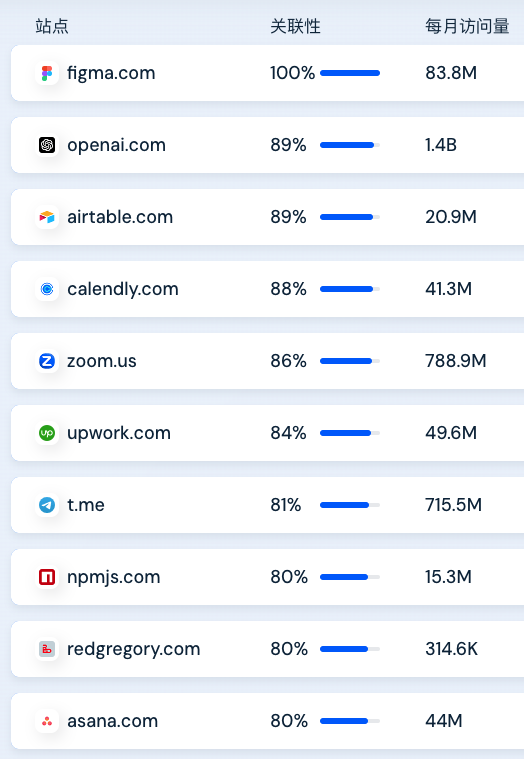 站点 关联性 每月访问量
figma.com 100% 83.8M
openai.com 89% 1.4B
airtable.com 89% 20.9M
calendly.com 88% 41.3M
zoom.us 86% 788.9M
upwork.com 84% 49.6M
t.me 81% 715.5M
npmjs.com 80% 15.3M
redgregory.com 80% 314.6K
asana.com 80% 44M